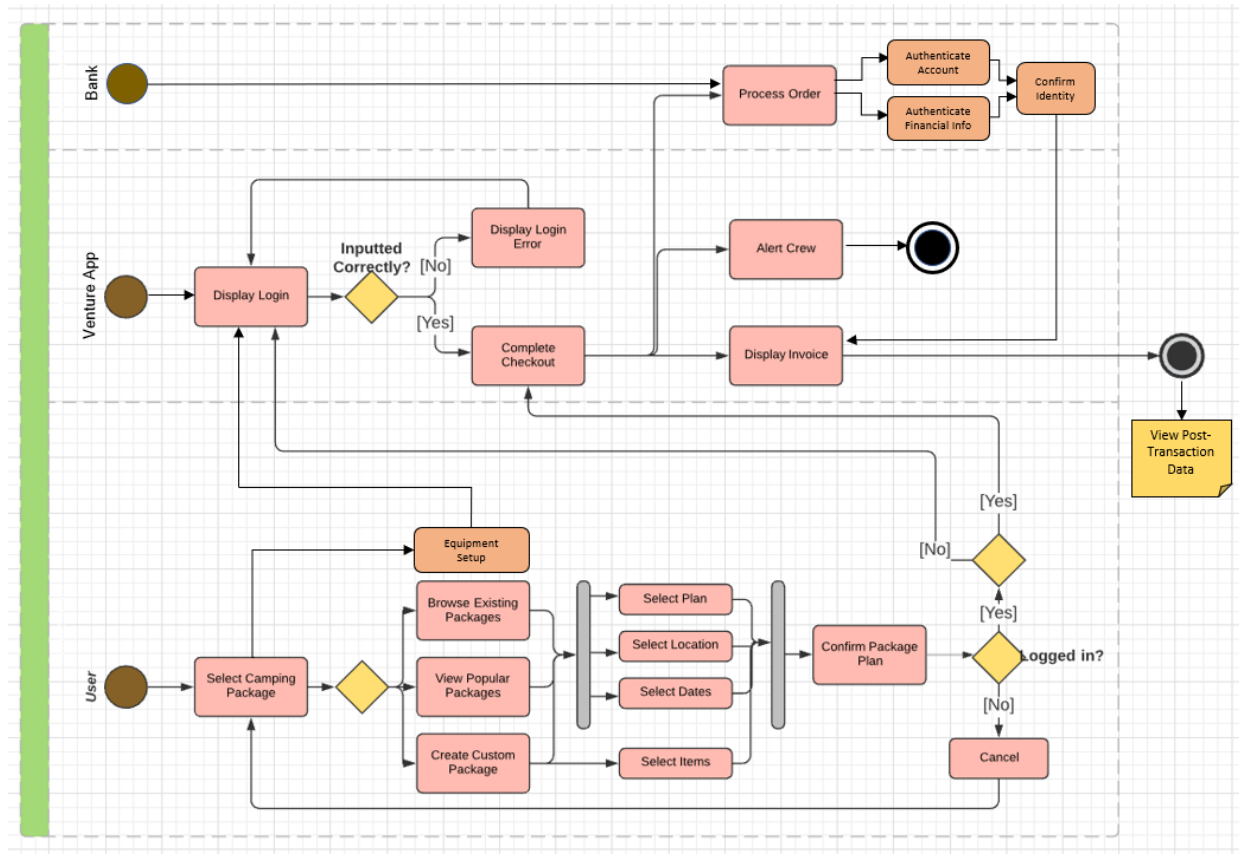 Bank
Process Order
Authenticate
Account
Authenticate
Financial Info
Confirm
Identity
Venture App
Display Login
Inputted
Correctly?
[No]
[Yes]
Display Login
Error
Complete
Checkout
Alert Crew
Display Invoice
View Post-
Transaction
Data
User
Select Camping
Package
Equipment
Setup
Browse Existing
Packages
View Popular
Packages
Create Custom
Package
Select Plan
Select Location
Select Dates
Select Items
Confirm Package
Plan
[Yes]
[No]
[Yes]
Logged in?
[No]
Cancel